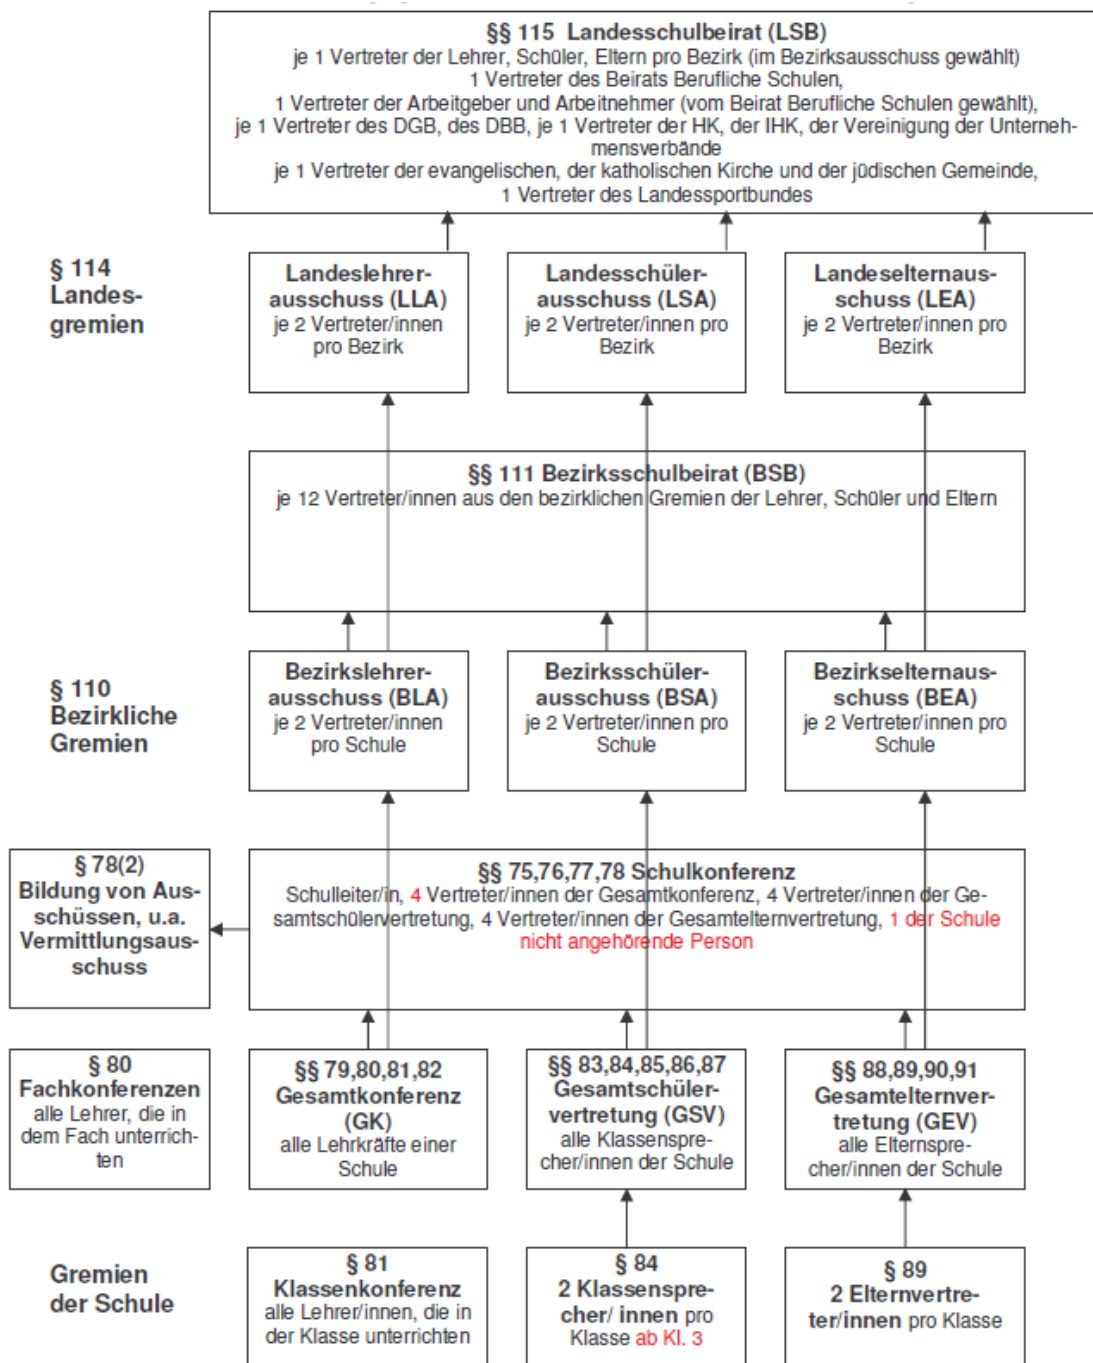 §§ 115 Landesschulbeirat (LSB)
je 1 Vertreter der Lehrer, Schüler, Eltern pro Bezirk (im Bezirksausschuss gewählt)
1 Vertreter des Beirats Berufliche Schulen,
1 Vertreter der Arbeitgeber und Arbeitnehmer (vom Beirat Berufliche Schulen gewählt),
je 1 Vertreter des DGB, des DBB, je 1 Vertreter der HK, der IHK, der Vereinigung der Unterneh-
mensverbände
je 1 Vertreter der evangelischen, der katholischen Kirche und der jüdischen Gemeinde,
1 Vertreter des Landessportbundes
§ 114
Landes-
gremien
Landeslehrer-
ausschuss (LLA)
je 2 Vertreter/innen
pro Bezirk
Landesschüler-
ausschuss (LSA)
je 2 Vertreter/innen pro
Bezirk
Landeselternaus-
schuss (LEA)
je 2 Vertreter/innen pro
Bezirk
§§ 111 Bezirksschulbeirat (BSB)
je 12 Vertreter/innen aus den bezirklichen Gremien der Lehrer, Schüler und Eltern
§ 110
Bezirkliche
Gremien
Bezirkslehrer-
ausschuss (BLA)
je 2 Vertreter/innen
pro Schule
Bezirksschüler-
ausschuss (BSA)
je 2 Vertreter/innen pro
Schule
Bezirkselternaus-
schuss (BEA)
je 2 Vertreter/innen pro
Schule
§ 78(2)
Bildung von Aus-
schüssen, u.a.
Vermittlungsaus-
schuss
§§ 75,76,77,78 Schulkonferenz
Schulleiter/in, 4 Vertreter/innen der Gesamtkonferenz, 4 Vertreter/innen der Ge-
samtschülervertretung, 4 Vertreter/innen der Gesamtelternvertretung, 1 der Schule
nicht angehörende Person
§ 80
Fachkonferenzen
alle Lehrer, die in
dem Fach unterrich-
ten
§§ 79,80,81,82
Gesamtkonferenz
(GK)
alle Lehrkräfte einer
Schule
§§ 83,84,85,86,87
Gesamtschüler-
vertretung (GSV)
alle Klassenspre-
cher/innen der Schule
§§ 88,89,90,91
Gesamtelternver-
tretung (GEV)
alle Elternspre-
cher/innen der Schule
Gremien
der Schule
§ 81
Klassenkonferenz
alle Lehrer/innen, die in
der Klasse unterrichten
§ 84
2 Klassenspre-
cher/ innen pro
Klasse ab Kl. 3
§ 89
2 Elternvertre-
ter/innen pro Klasse